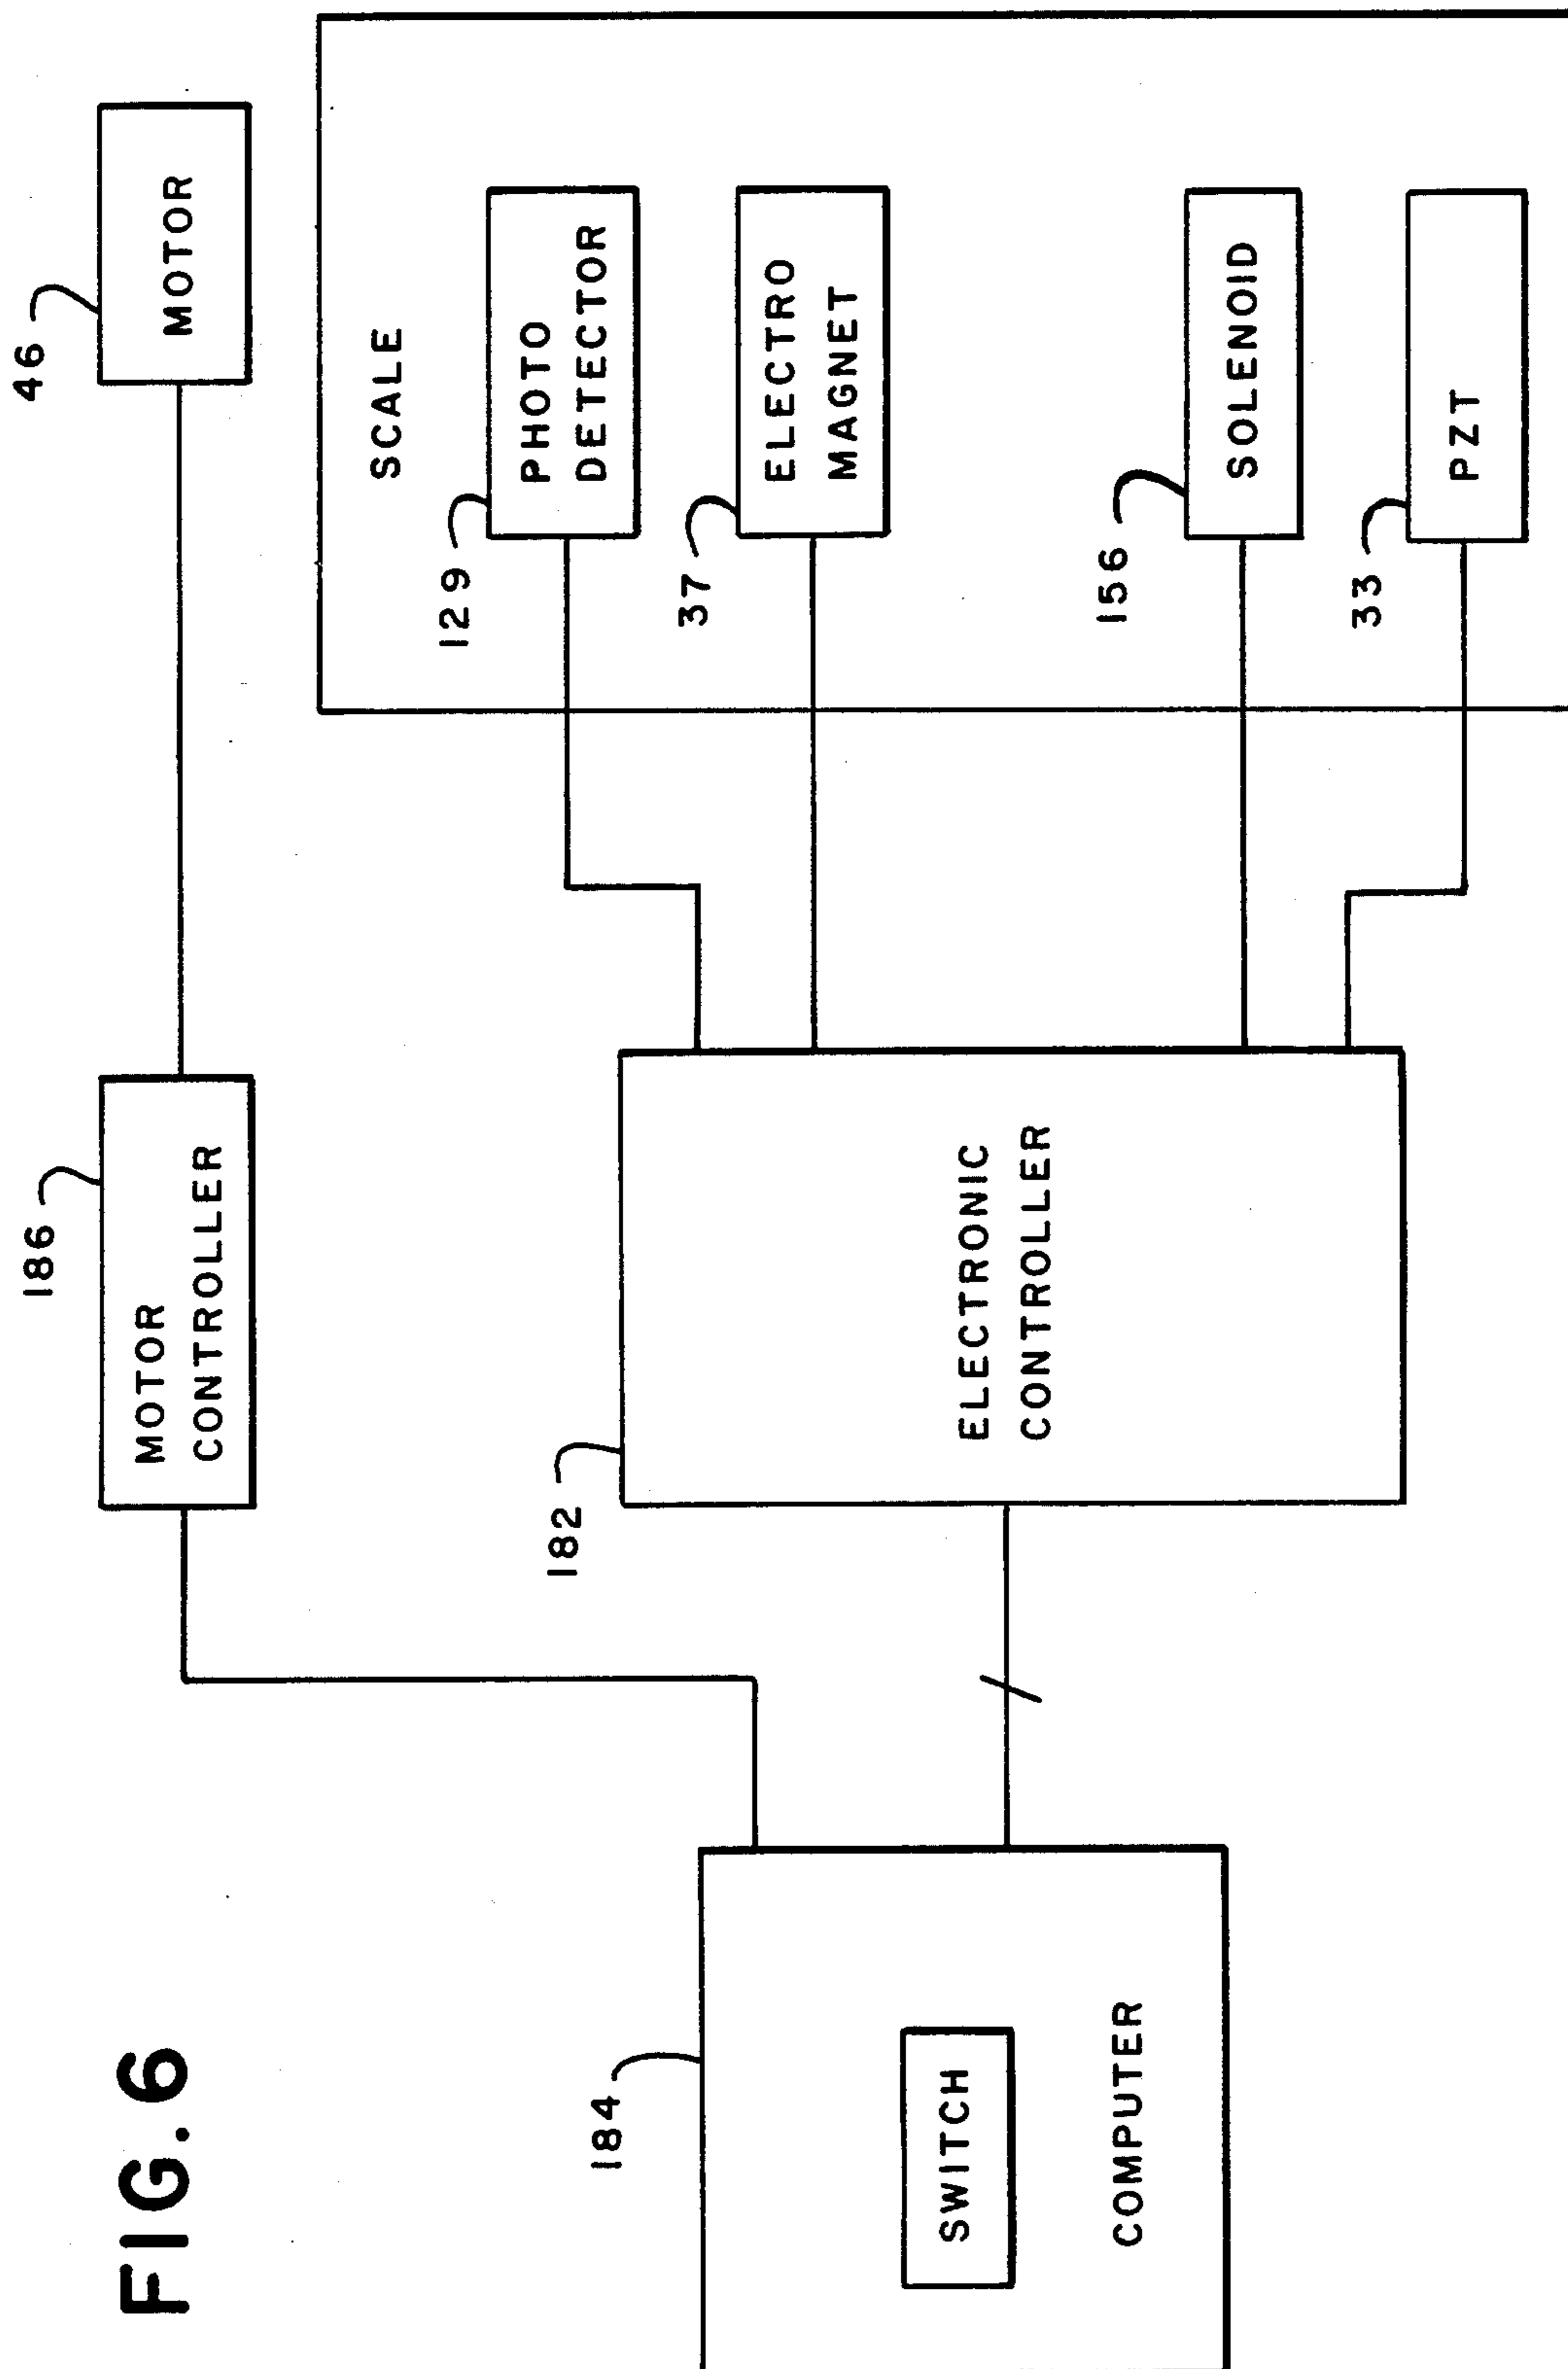 FIG. 6
186
MOTOR
CONTROLLER
46
MOTOR
184
SWITCH
COMPUTER
182
ELECTRONIC
CONTROLLER
SCALE
129
PHOTO
DETECTOR
37
ELECTRO
MAGNET
156
SOLENOID
33
PZT